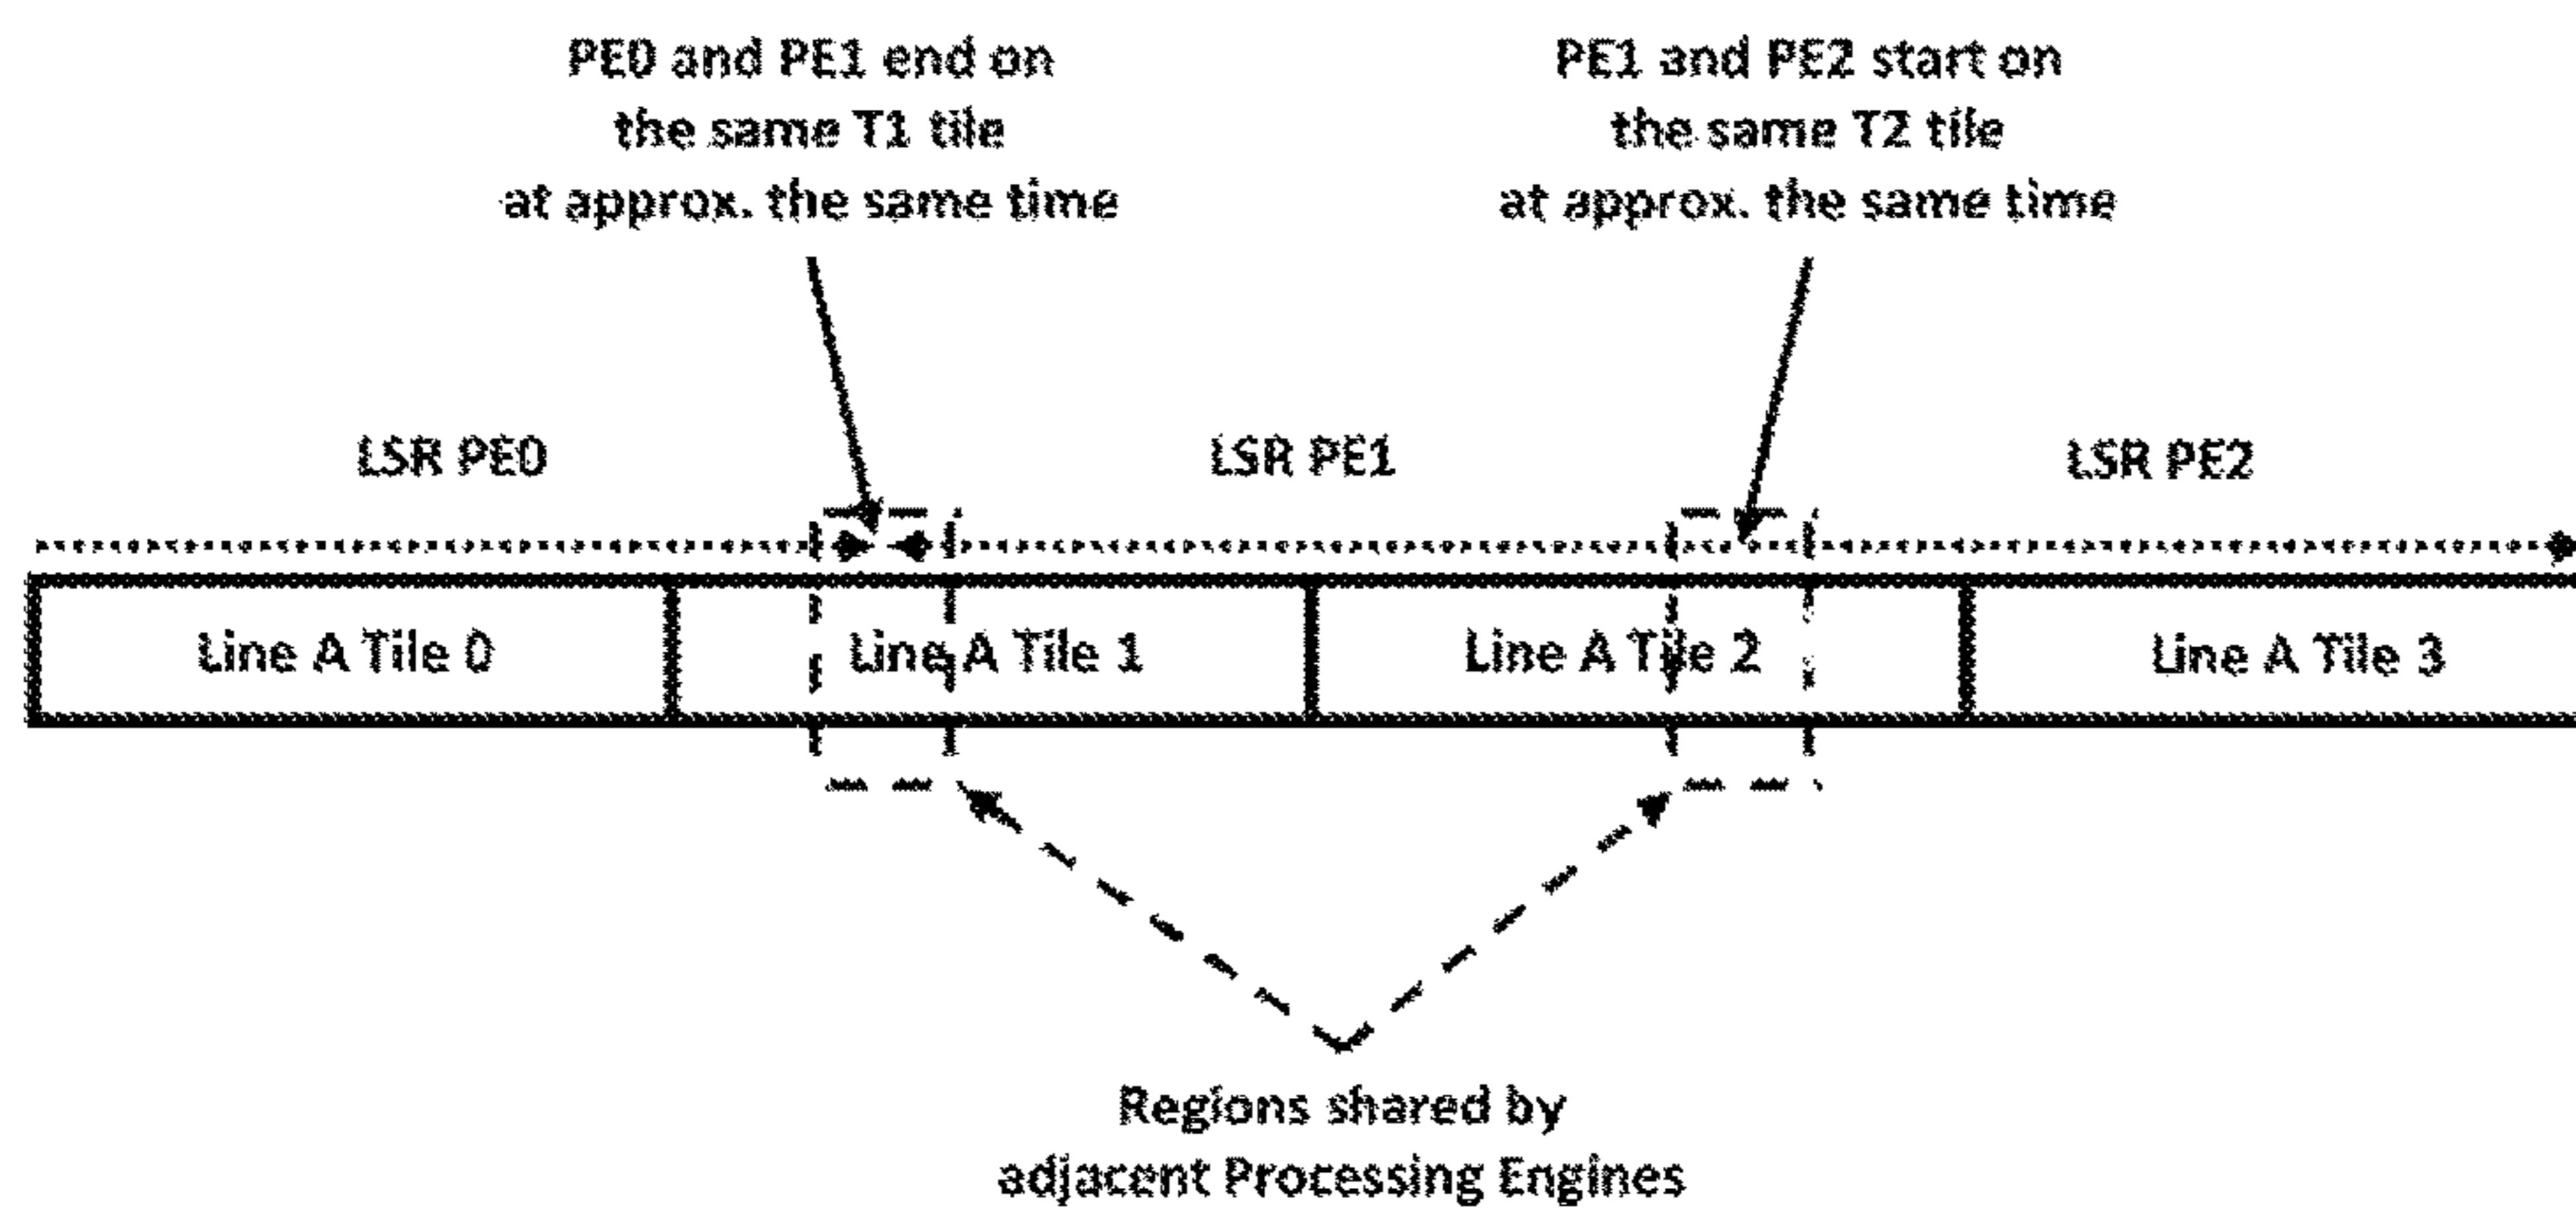 PE0 and PE1 end on
the same T1 tile
at approx. the same time
PE1 and PE2 start on
the same T2 tile
at approx. the same time
LSR PE0
LSR PE1
LSR PE2
Line A Tile 0
Line A Tile 1
Line A Tile 2
Line A Tile 3
Regions shared by
adjacent Processing Engines